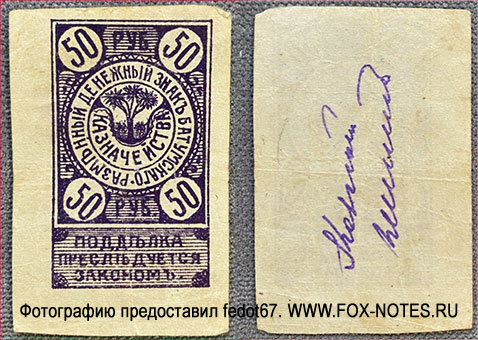 50 РУБ 50
РАЗМѢННЫЙ ДЕНЕЖНЫЙ ЗНАКЪ БАТУМСКАГО
КАЗНАЧЕЙСТВА
50 РУБ 50
ПОДДѢЛКА
ПРЕСЛѢДУЕТСЯ
ЗАКОНОМЪ.
Фотографию предоставил fedot67. WWW.FOX-NOTES.RU